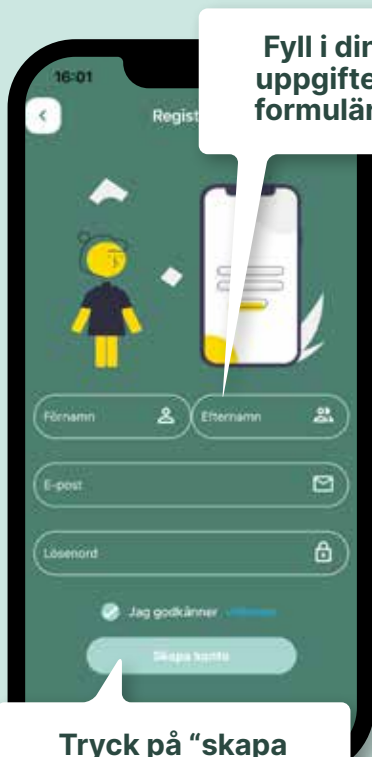 Fyll i din
uppgifte
formulär
16:01
Regist
Förnamn
Efternamn
E-post
Lösenord
Jag godkänner
Skapa konto
Tryck på “skapa